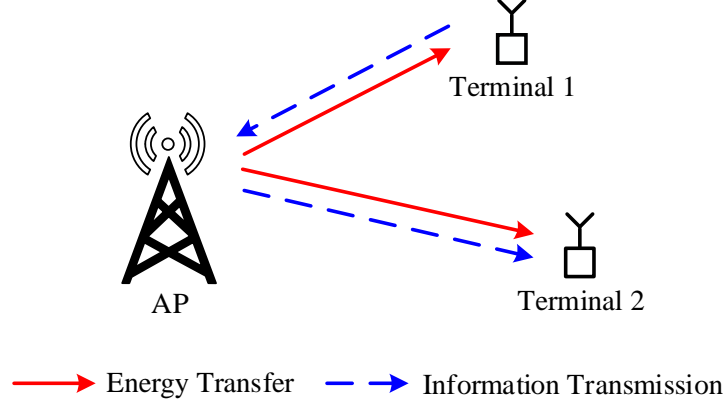 Terminal 1
AP
Terminal 2
Energy Transfer
Information Transmission